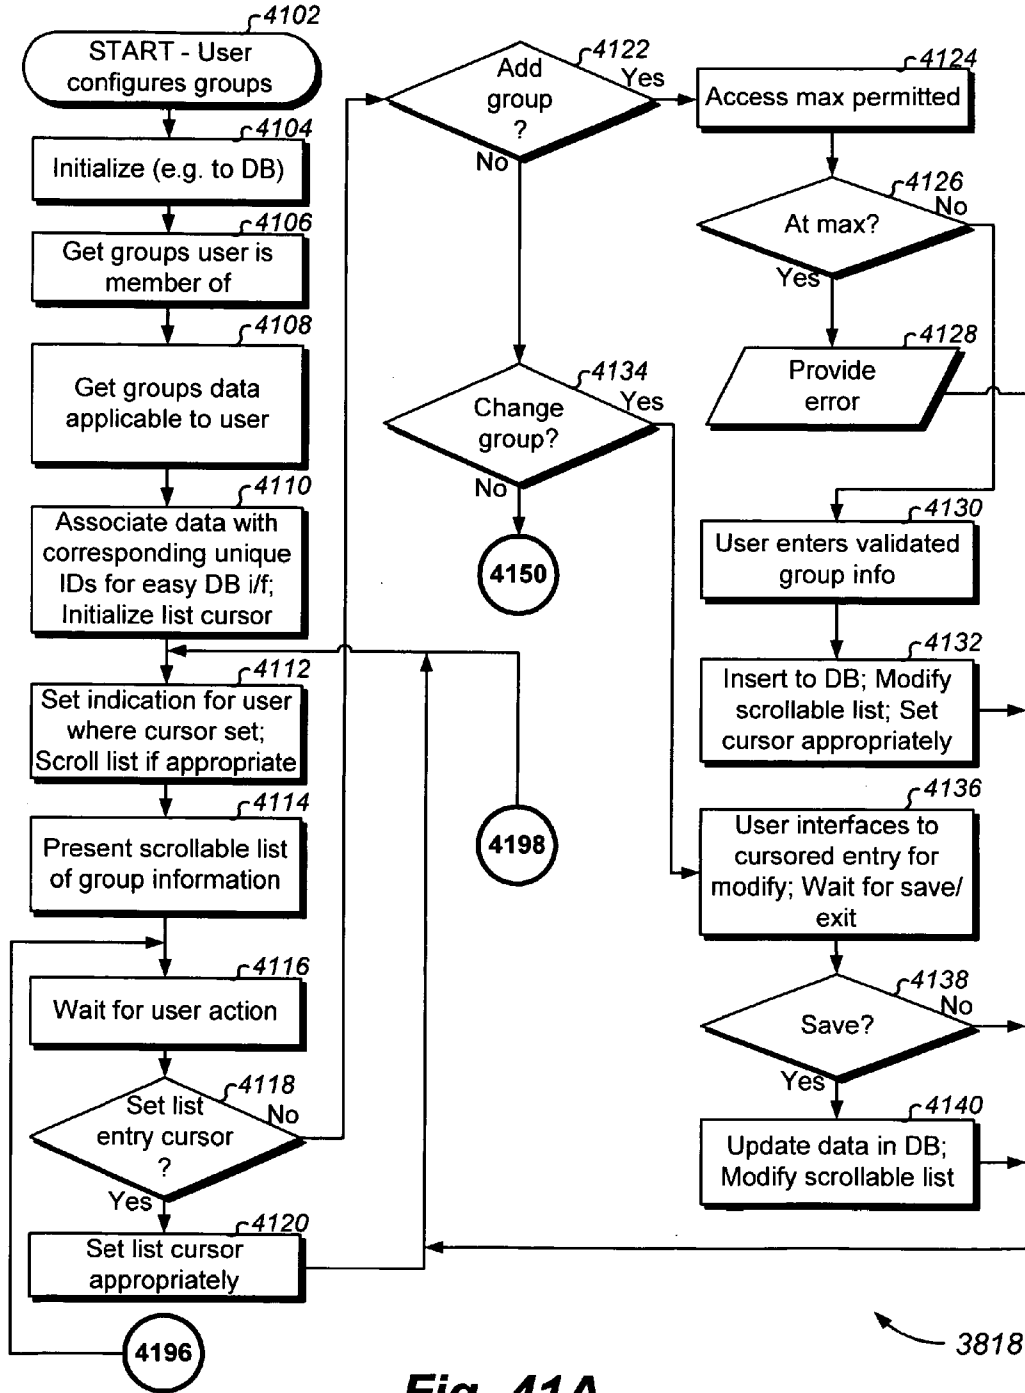 4102
START - User
configures groups
4104
Initialize (e.g. to DB)
4106
Get groups user is
member of
4108
Get groups data
applicable to user
4110
Associate data with
corresponding unique
IDs for easy DB i/f;
Initialize list cursor
4112
Set indication for user
where cursor set;
Scroll list if appropriate
4114
Present scrollable list
of group information
4116
Wait for user action
4118
Set list
entry cursor
?
No
Yes
4120
Set list cursor
appropriately
4196
4122
Add
group
?
Yes
No
4134
Change
group?
Yes
No
4150
4198
4124
Access max permitted
4126
At max?
No
Yes
4128
Provide
error
4130
User enters validated
group info
4132
Insert to DB; Modify
scrollable list; Set
cursor appropriately
4136
User interfaces to
cursored entry for
modify; Wait for save/
exit
4138
Save?
No
Yes
4140
Update data in DB;
Modify scrollable list
3818
Fig. 41A